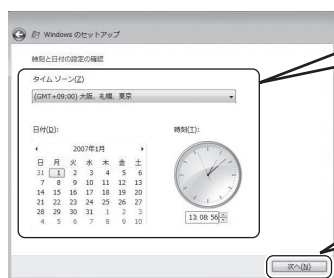 Windows のセットアップ
時刻と日付の設定の確認
タイム ゾーン(Z)
(GMT+09:00) 大阪、札幌、東京
日付(D):
時刻(T):
2007年1月
日 月 火 水 木 金 土
31 1 2 3 4 5 6
7 8 9 10 11 12 13
14 15 16 17 18 19 20
21 22 23 24 25 26 27
28 29 30 31 1 2 3
4 5 6 7 8 9 10
13:08:56
次へ(N)